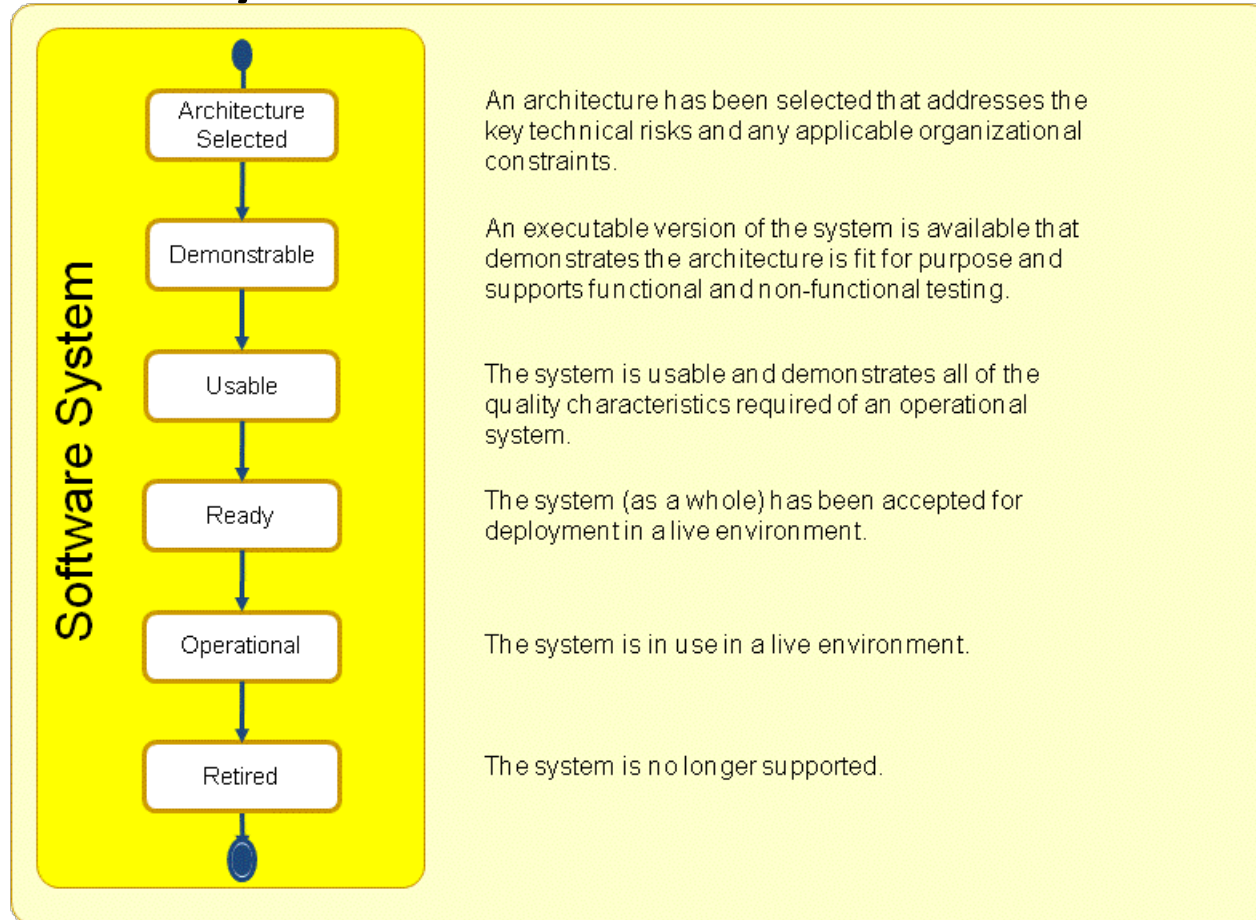 Software System
Architecture
Selected
An architecture has been selected that addresses the
key technical risks and any applicable organizational
constraints.
Demonstrable
An executable version of the system is available that
demonstrates the architecture is fit for purpose and
supports functional and non-functional testing.
Usable
The system is usable and demonstrates all of the
quality characteristics required of an operational
system.
Ready
The system (as a whole) has been accepted for
deployment in a live environment.
Operational
The system is in use in a live environment.
Retired
The system is no longer supported.